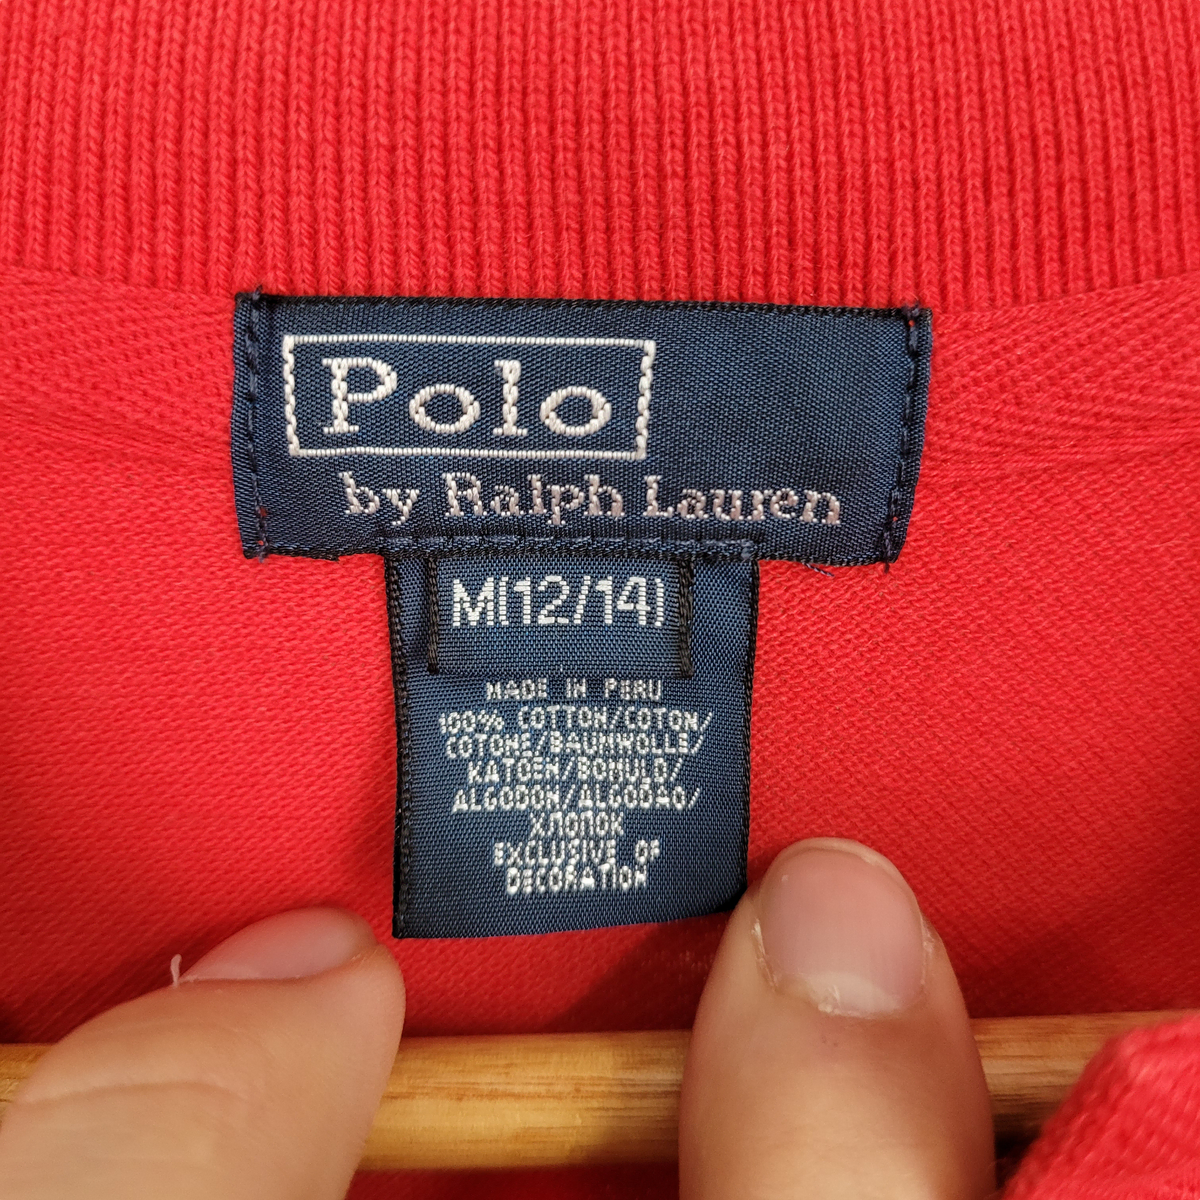 Polo
by Ralph Lauren
M(12/14)
MADE IN PERU
100% COTTON/COTON/
COTONE/BAUMWOLLE/
KATOEN/BOMULD/
ALGODON/ALGODAO/
ХЛОПОК
EXCLUSIVE OF
DECORATION